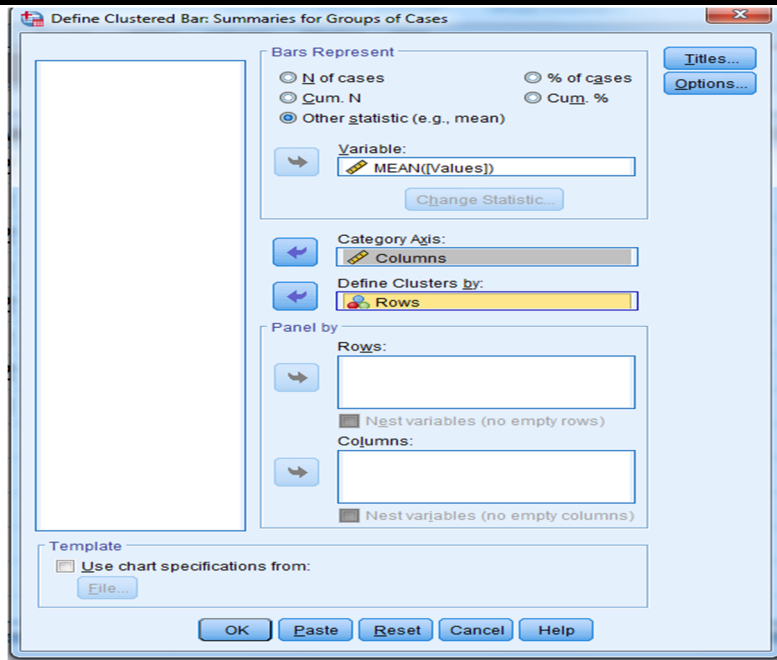 Define Clustered Bar: Summaries for Groups of Cases
Bars Represent
N of cases
% of cases
Cum. N
Cum. %
Other statistic (e.g., mean)
Variable:
MEAN([Values])
Change Statistic...
Titles...
Options...
Category Axis:
Columns
Define Clusters by:
Rows
Panel by
Rows:
Nest variables (no empty rows)
Columns:
Nest variables (no empty columns)
Template
Use chart specifications from:
File...
OK Paste Reset Cancel Help